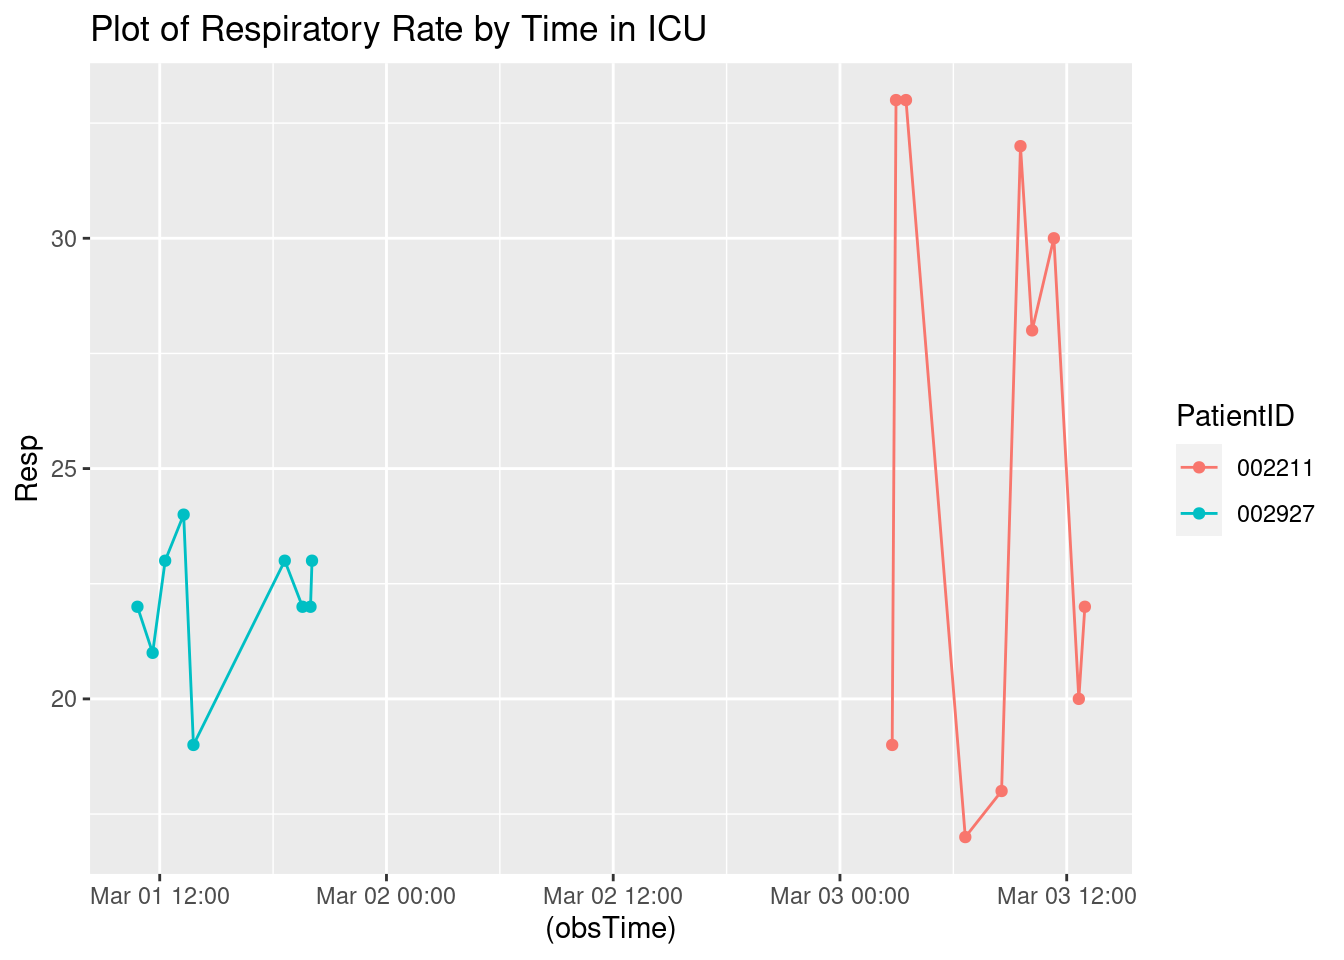 Plot of Respiratory Rate by Time in ICU
Resp
30
25
20
Mar 01 12:00 Mar 02 00:00 Mar 02 12:00 Mar 03 00:00 Mar 03 12:00
(obsTime)
PatientID
002211
002927